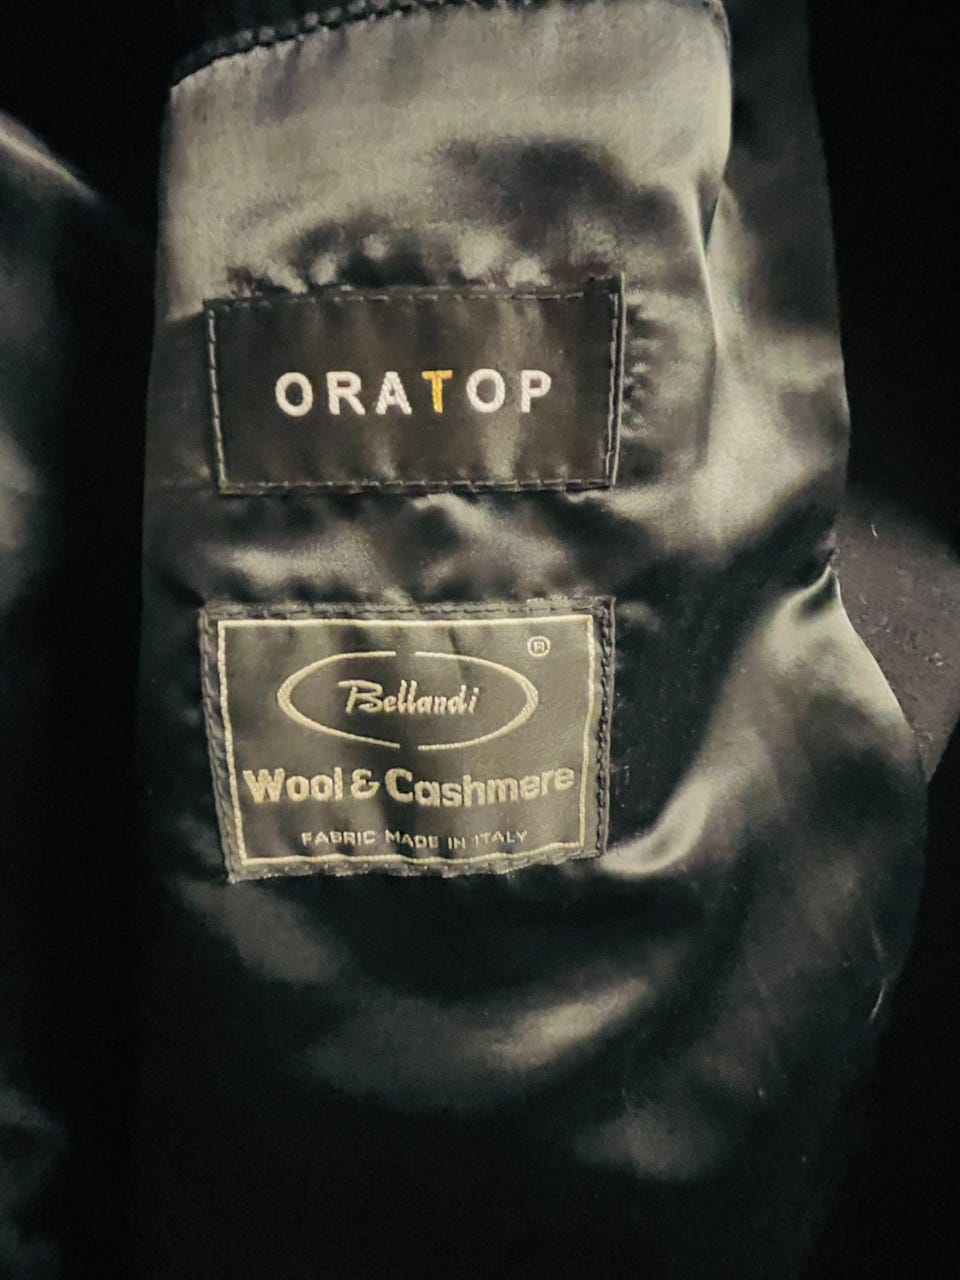 ORATOP
®
Bellandi
Wool & Cashmere
FABRIC MADE IN ITALY